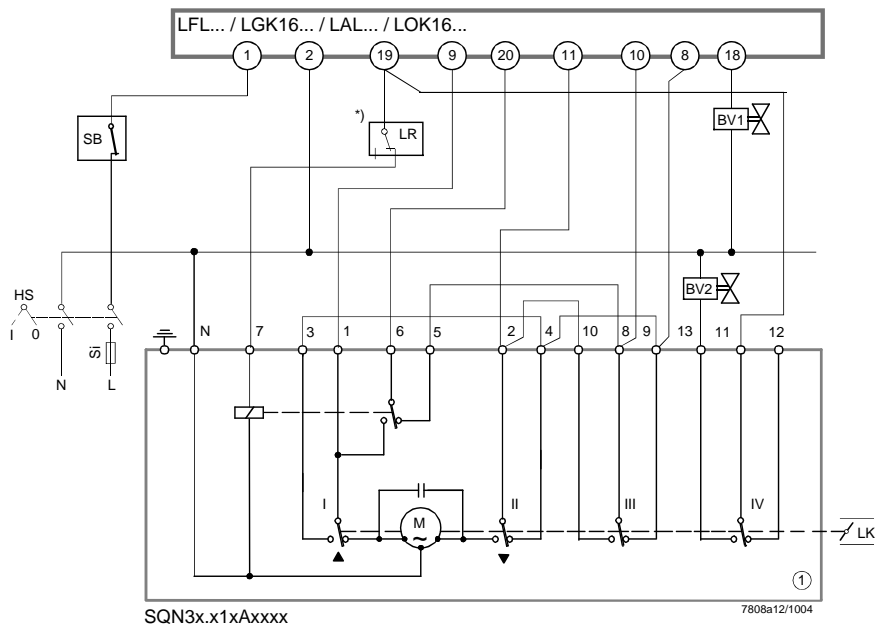 LFL... / LGK16... / LAL... / LOK16...
1 2 19 9 20 11 10 8 18
*)
SB LR BV1
BV2
HS
I 0
Si
N L
N 7 3 1 6 5 2 4 10 8 9 13 11 12
I II III IV
M
~
LK
1
SQN3x.x1xAxxxx
7808a12/1004